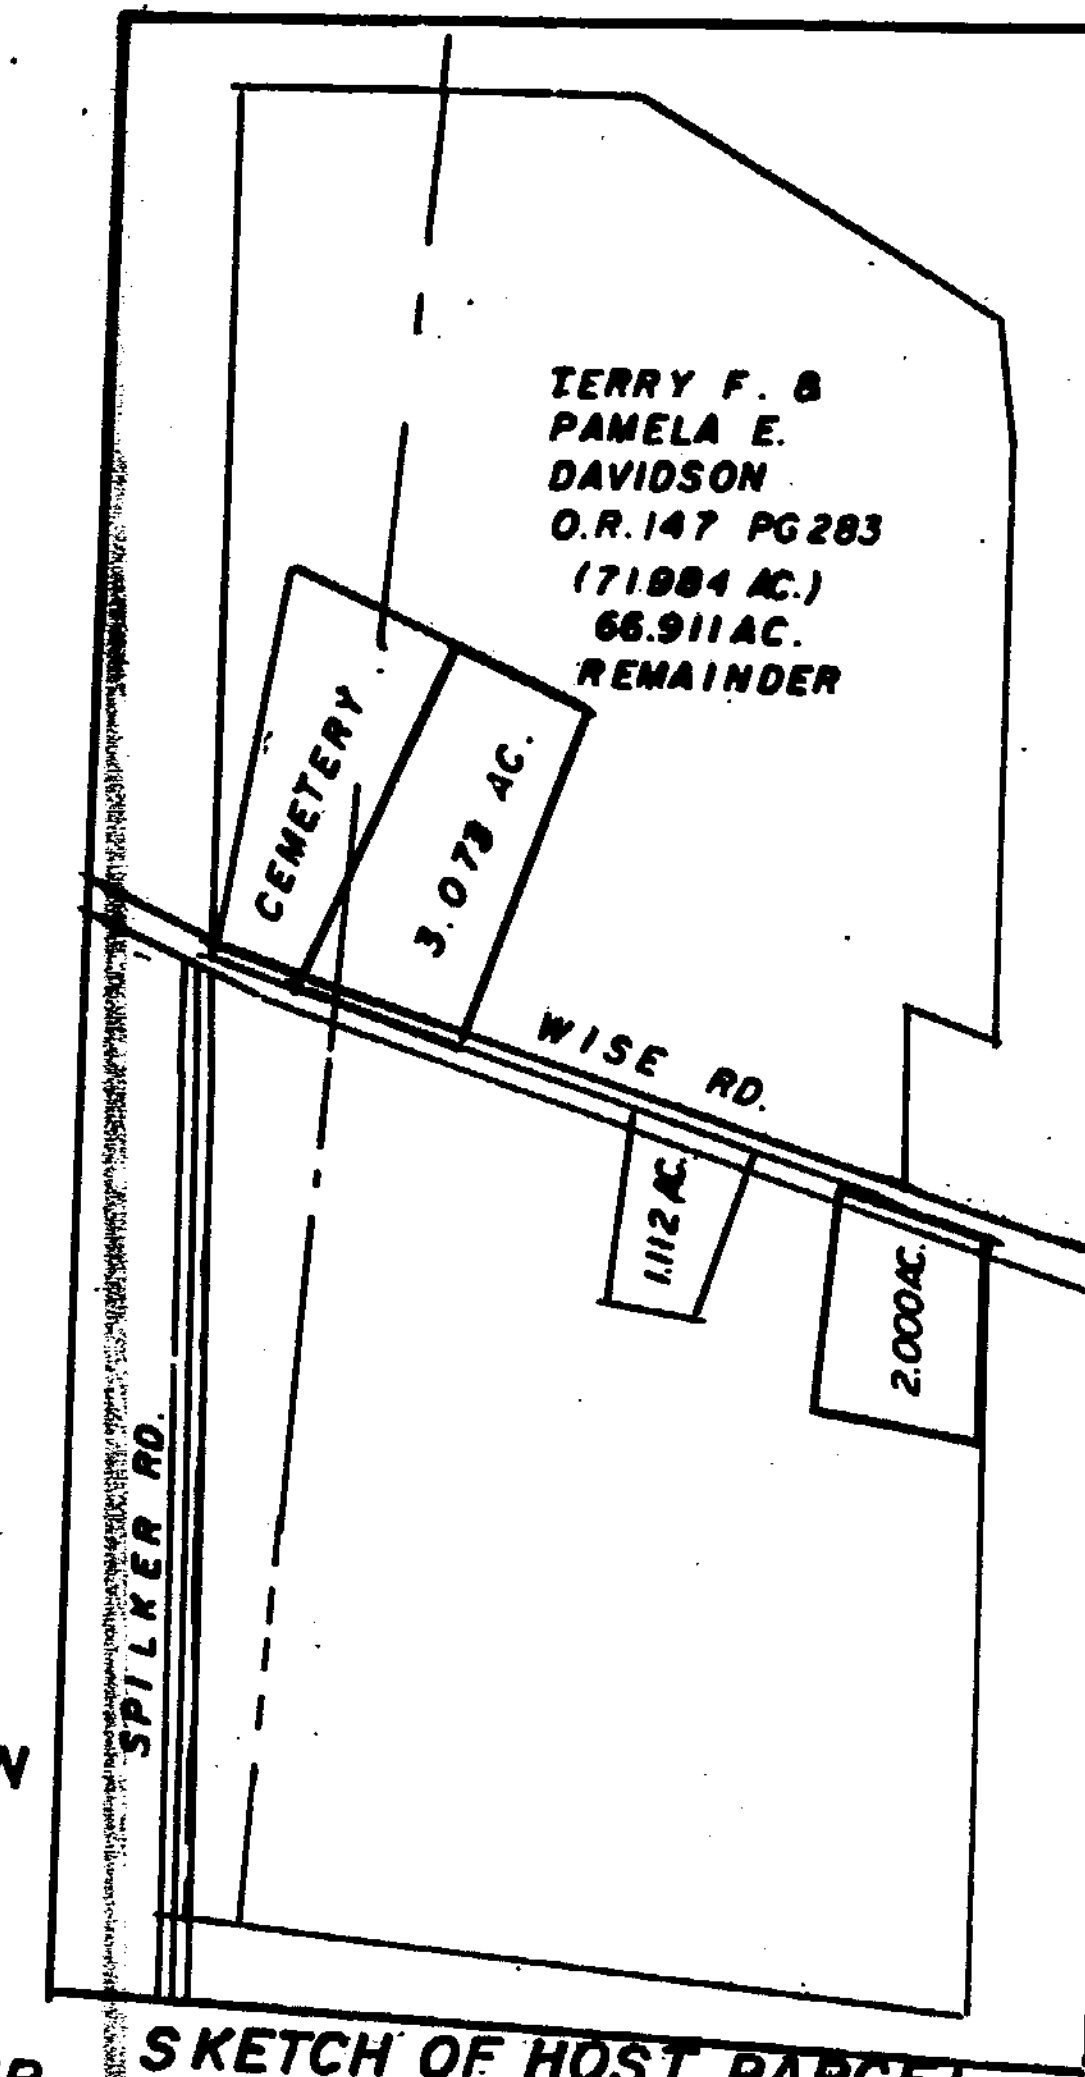 TERRY F. &
PAMELA E.
DAVIDSON
O.R. 147 PG 283
(71.984 AC.)
66.911 AC.
REMAINDER
CEMETERY
3.073 AC.
WISE RD.
1.112 AC.
2.000 AC.
SPILKER RD.
N
SKETCH OF HOST PARCEL